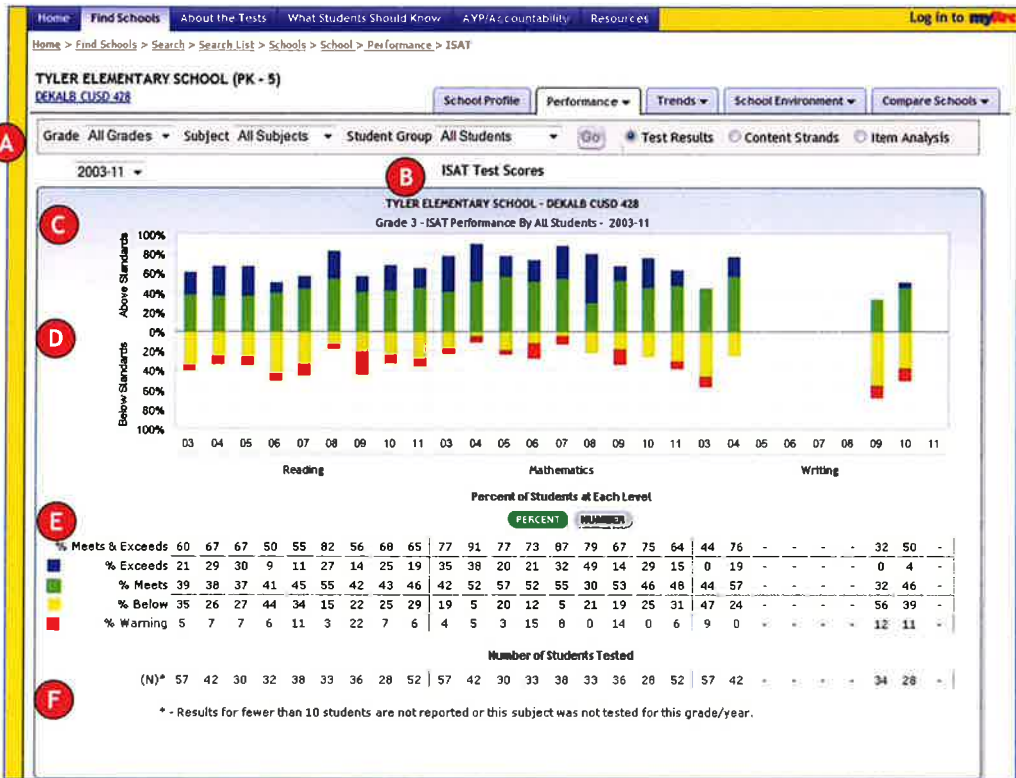 Home Find Schools About the Tests What Students Should Know AYP/Accountability Resources Log in to
Home > Find Schools > Search > Search List > Schools > School > Performance > ISAT
TYLER ELEMENTARY SCHOOL (PK - 5)
DEKALB CUSD 428
School Profile Performance Trends School Environment Compare Schools
A
Grade All Grades Subject All Subjects Student Group All Students Go Test Results Content Strands Item Analysis
2003-11 B ISAT Test Scores
C
TYLER ELEMENTARY SCHOOL - DEKALB CUSD 428
Grade 3 - ISAT Performance By All Students - 2003-11
Above Standards
Below Standards
100%
80%
60%
40%
20%
0%
20%
40%
60%
80%
100%
D
03 04 05 06 07 08 09 10 11 03 04 05 06 07 08 09 10 11 03 04 05 06 07 08 09 10 11
Reading Mathematics Writing
Percent of Students at Each Level
E
PERCENT NUMBER
% Meets & Exceeds 60 67 67 50 55 82 56 68 65 77 91 77 73 87 79 67 75 64 44 76 - - - - 32 50 -
% Exceeds 21 29 30 9 11 27 14 25 19 35 38 20 21 32 49 14 29 15 0 19 - - - - 0 4 -
% Meets 39 38 37 41 45 55 42 43 46 42 52 57 52 55 30 53 46 48 44 57 - - - - 32 46 -
% Below 35 26 27 44 34 15 22 25 29 19 5 20 12 5 21 19 25 31 47 24 - - - - 56 39 -
% Warning 5 7 7 6 11 3 22 7 6 4 5 3 15 8 0 14 0 6 9 0 - - - - 12 11 -
Number of Students Tested
(N)* 57 42 30 32 38 33 36 28 52 57 42 30 33 38 33 36 28 52 57 42 - - - - 34 28 -
F
* - Results for fewer than 10 students are not reported or this subject was not tested for this grade/year.